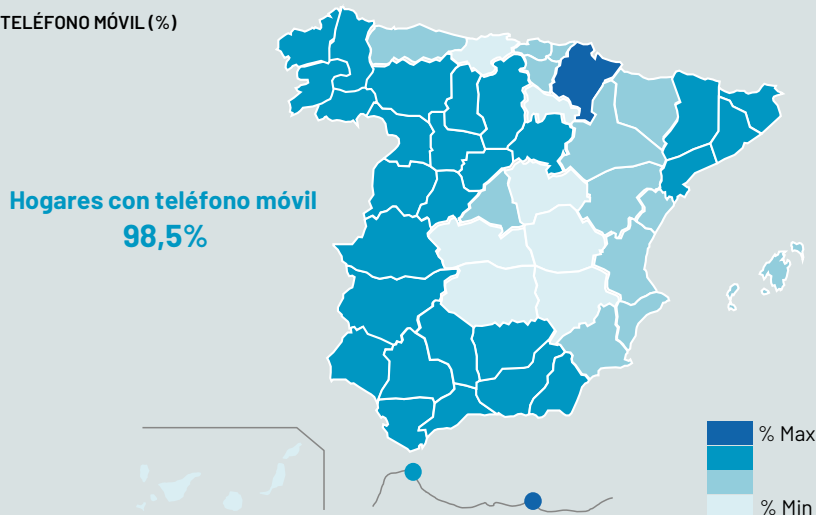 TELÉFONO MÓVIL (%)
Hogares con teléfono móvil
98,5%
% Max
% Min